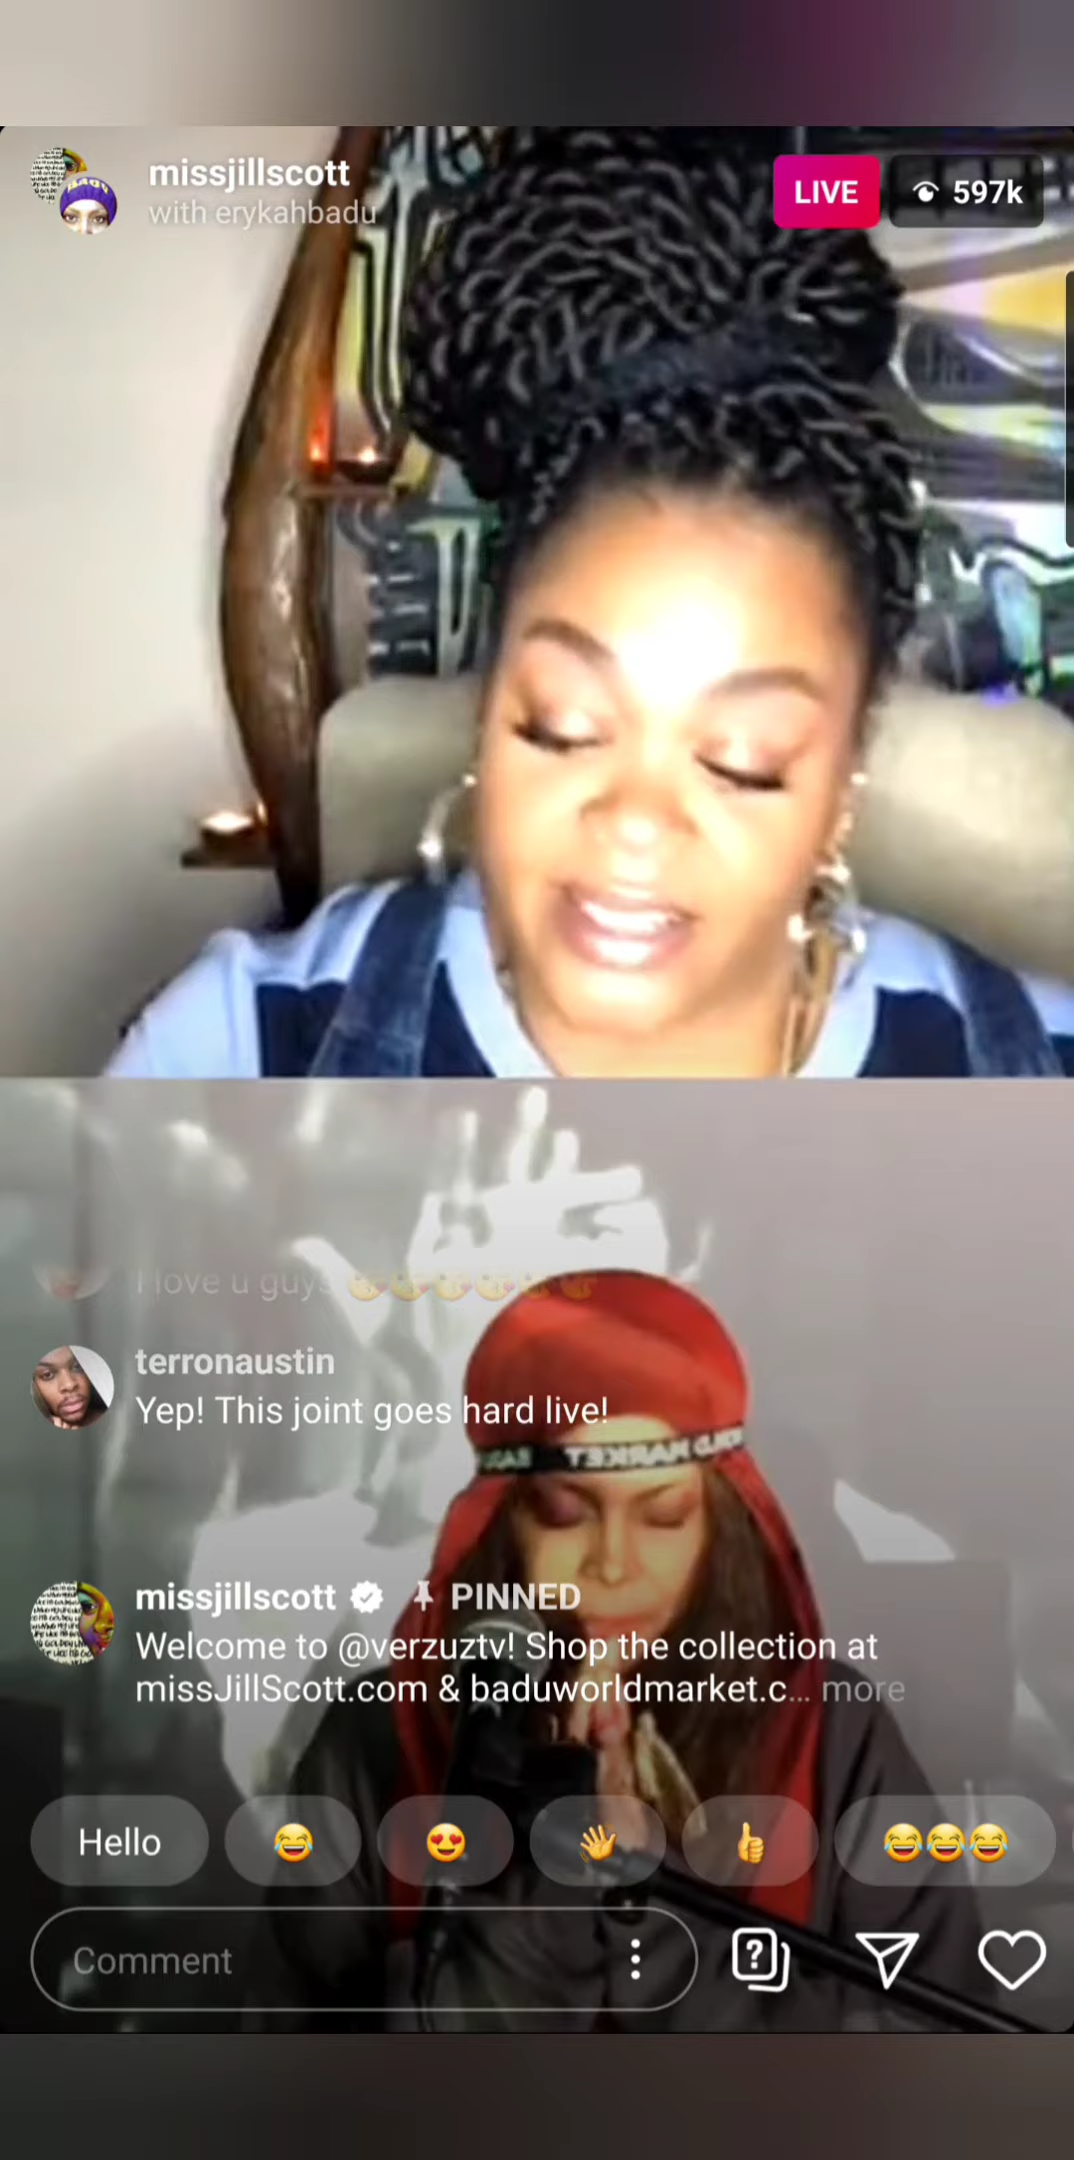 missjillscott
with erykahbadu
LIVE
597k
I love u guys
terronaustin
Yep! This joint goes hard live!
missjillscott PINNED
Welcome to @verzuztv! Shop the collection at
missJillScott.com & baduworldmarket.c... more
Hello
Comment